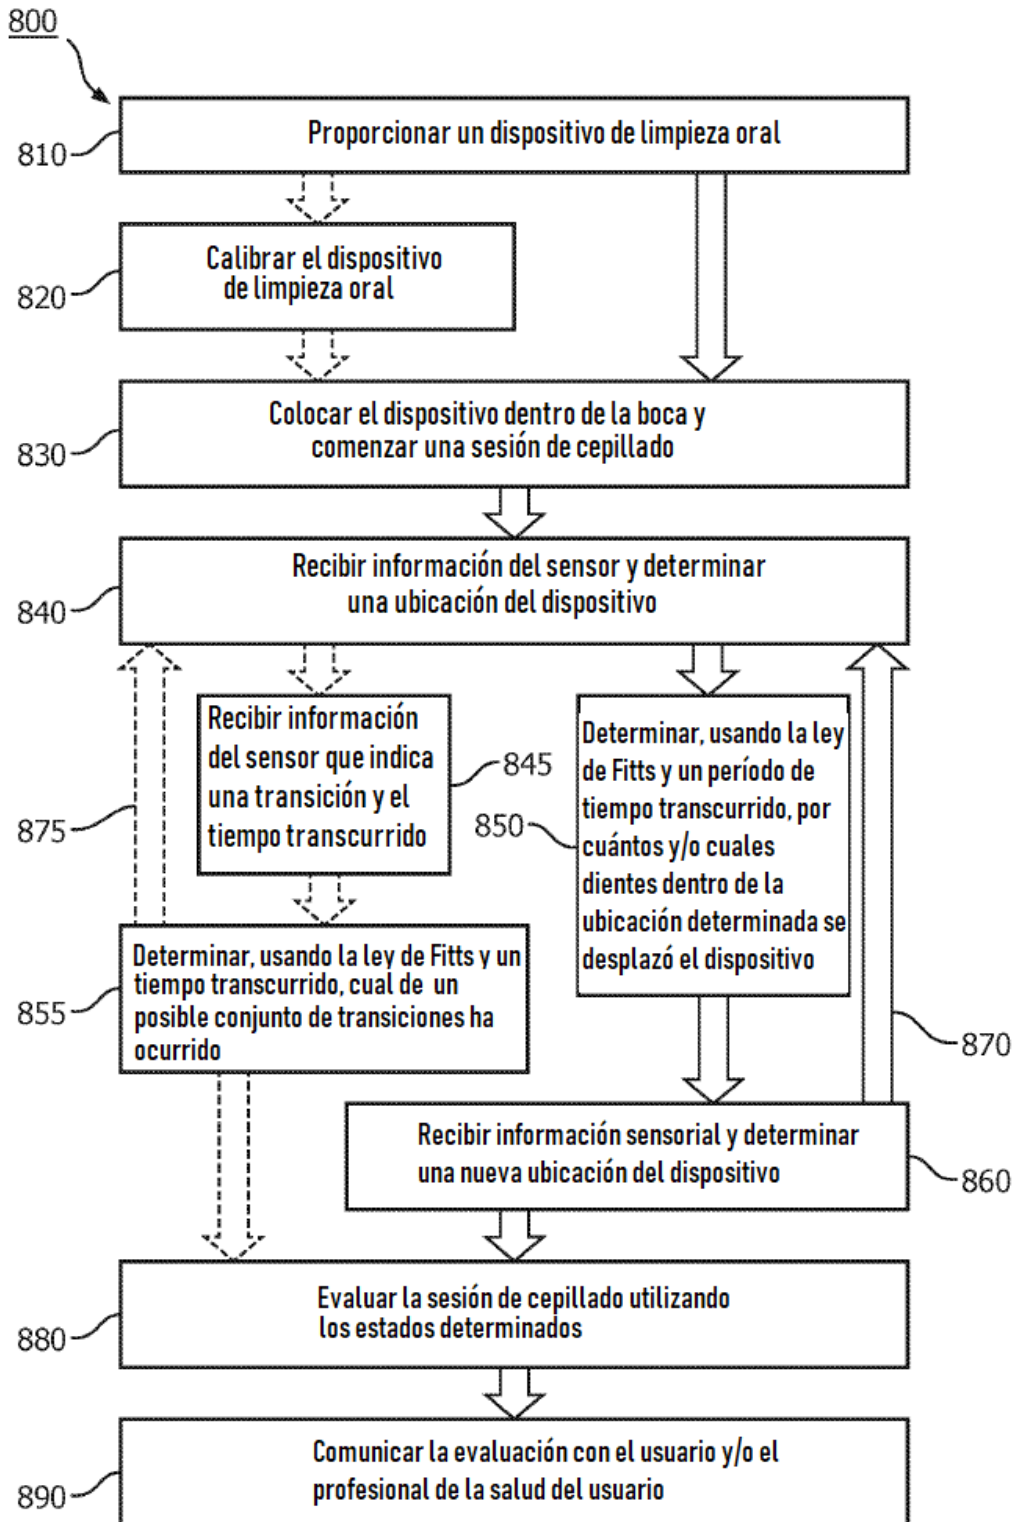 800
810
Proporcionar un dispositivo de limpieza oral
820
Calibrar el dispositivo
de limpieza oral
830
Colocar el dispositivo dentro de la boca y
comenzar una sesión de cepillado
840
Recibir información del sensor y determinar
una ubicación del dispositivo
875
Recibir información
del sensor que indica
una transición y el
tiempo transcurrido
845
850
Determinar, usando la ley
de Fitts y un período de
tiempo transcurrido, por
cuántos y/o cuales
dientes dentro de la
ubicación determinada se
desplazó el dispositivo
855
Determinar, usando la ley de Fitts y un
tiempo transcurrido, cual de un
posible conjunto de transiciones ha
ocurrido
870
Recibir información sensorial y determinar
una nueva ubicación del dispositivo
860
880
Evaluar la sesión de cepillado utilizando
los estados determinados
890
Comunicar la evaluación con el usuario y/o el
profesional de la salud del usuario